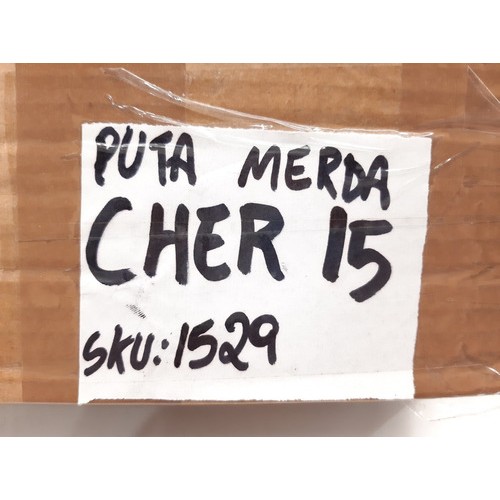 PUTA MERDA
CHER 15
SKU: 1529